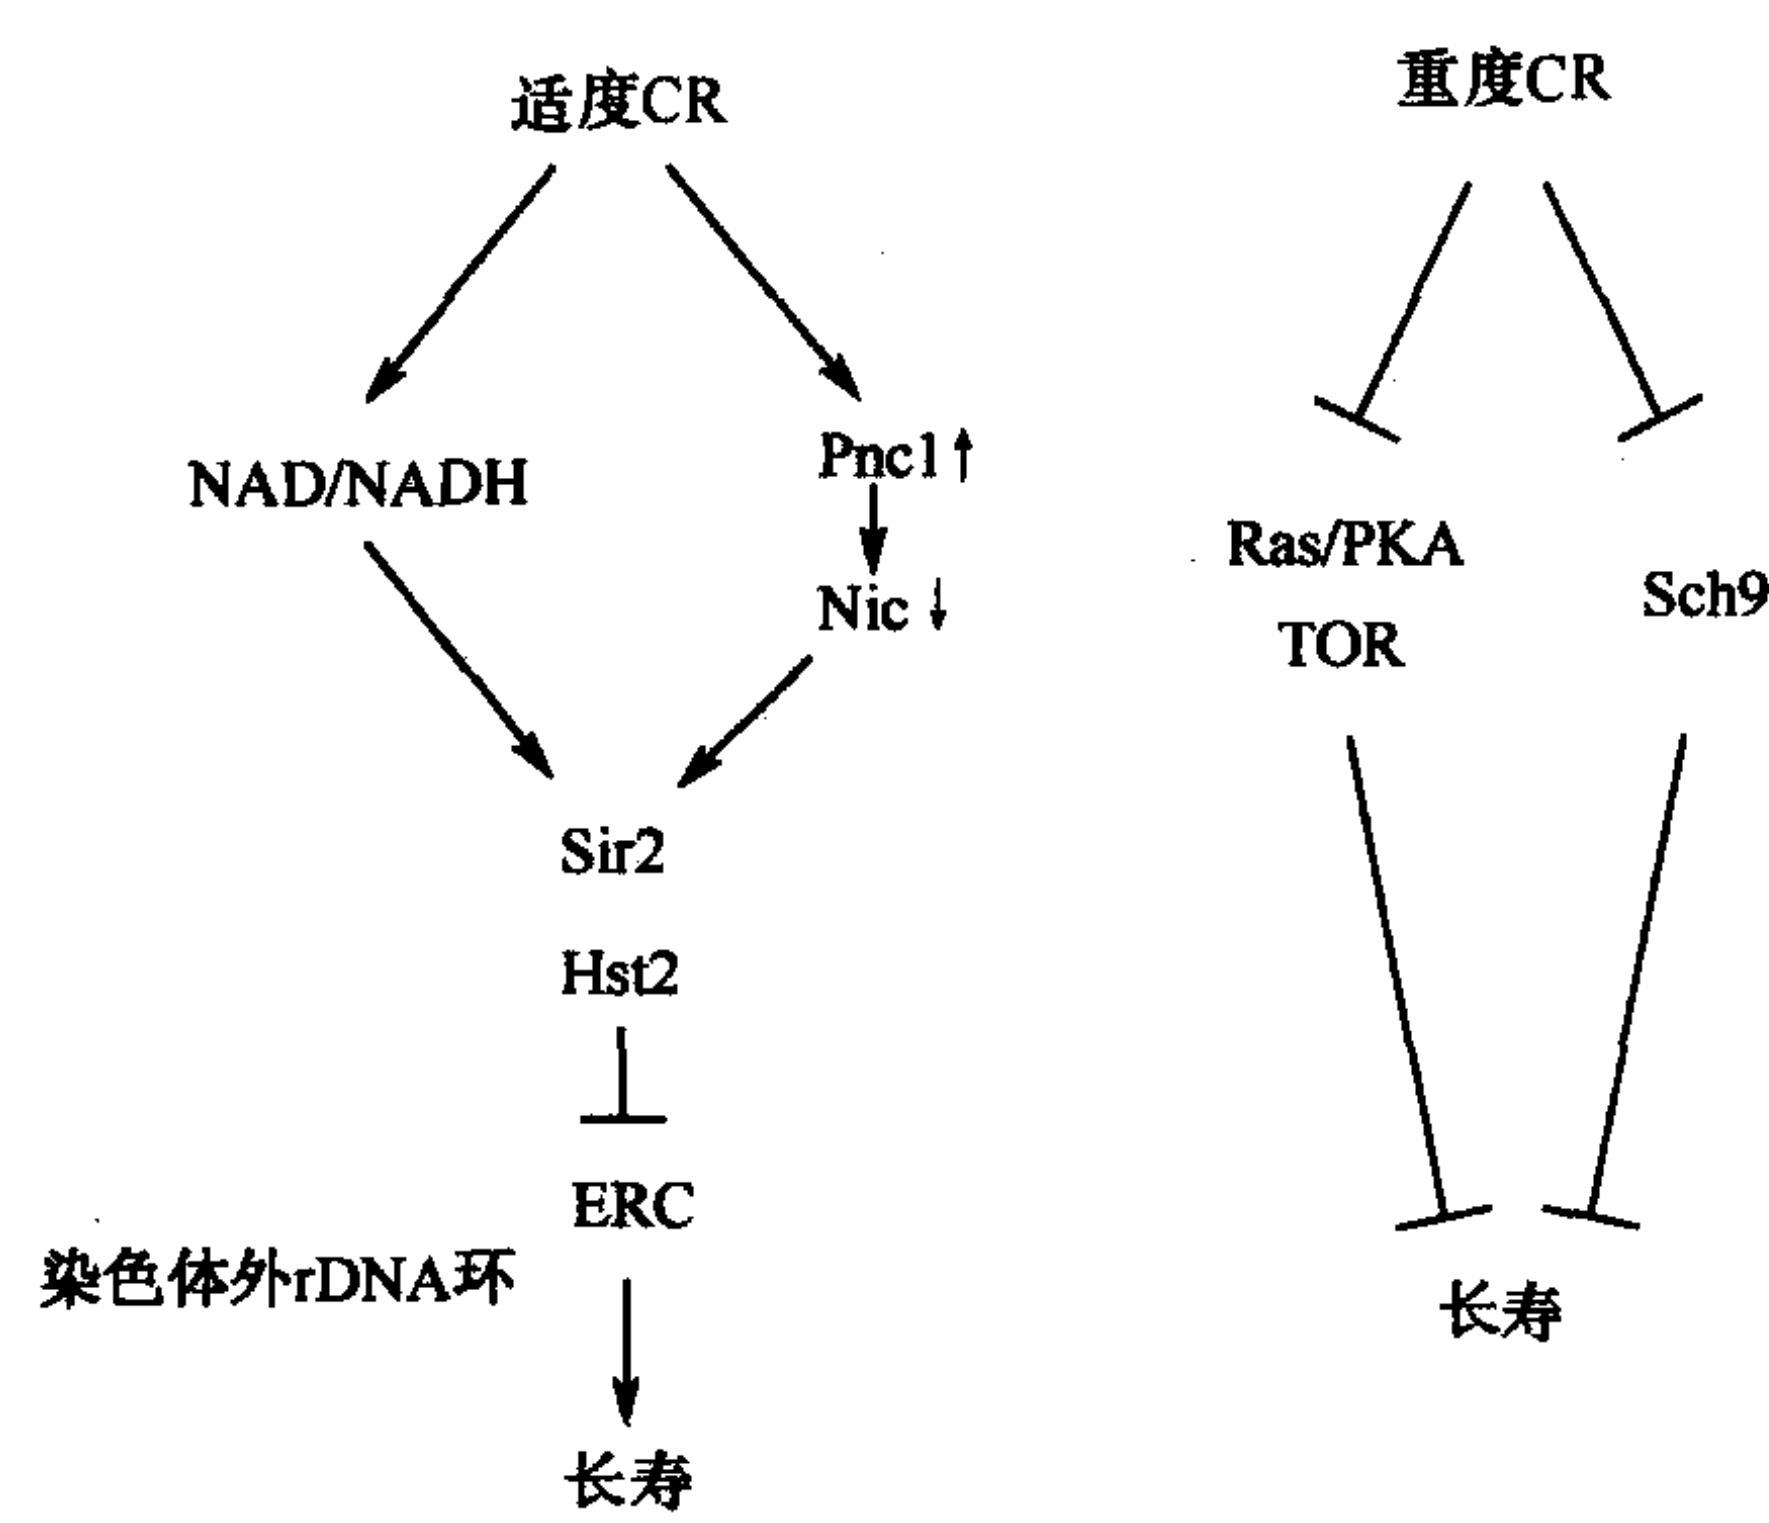 适度CR
NAD/NADH
Pnc1↑
Nic↓
Sir2
Hst2
ERC
染色体外rDNA环
长寿
重度CR
Ras/PKA
TOR
Sch9
长寿